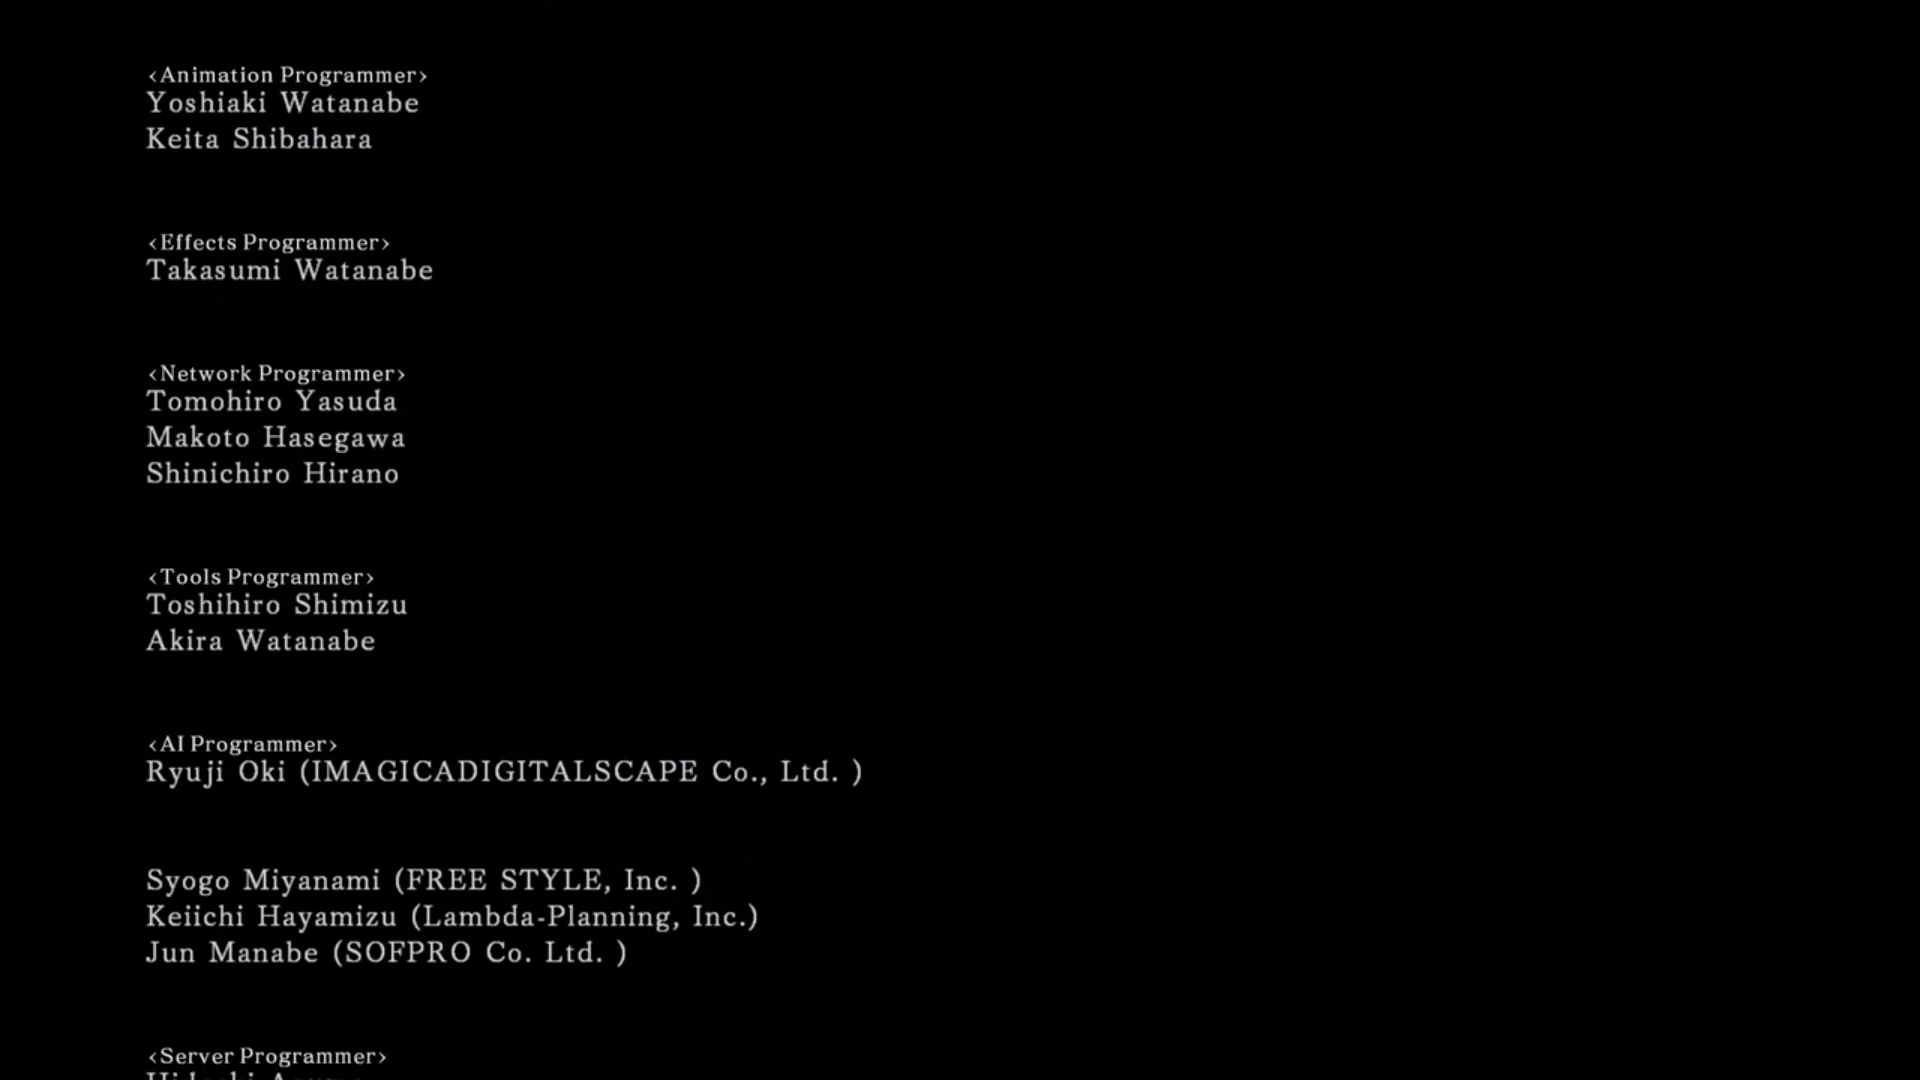 <Animation Programmer>
Yoshiaki Watanabe
Keita Shibahara
<Effects Programmer>
Takasumi Watanabe
<Network Programmer>
Tomohiro Yasuda
Makoto Hasegawa
Shinichiro Hirano
<Tools Programmer>
Toshihiro Shimizu
Akira Watanabe
<AI Programmer>
Ryuji Oki (IMAGICADIGITALSCAPE Co., Ltd. )
Syogo Miyanami (FREE STYLE, Inc. )
Keiichi Hayamizu (Lambda-Planning, Inc.)
Jun Manabe (SOFPRO Co. Ltd. )
<Server Programmer>